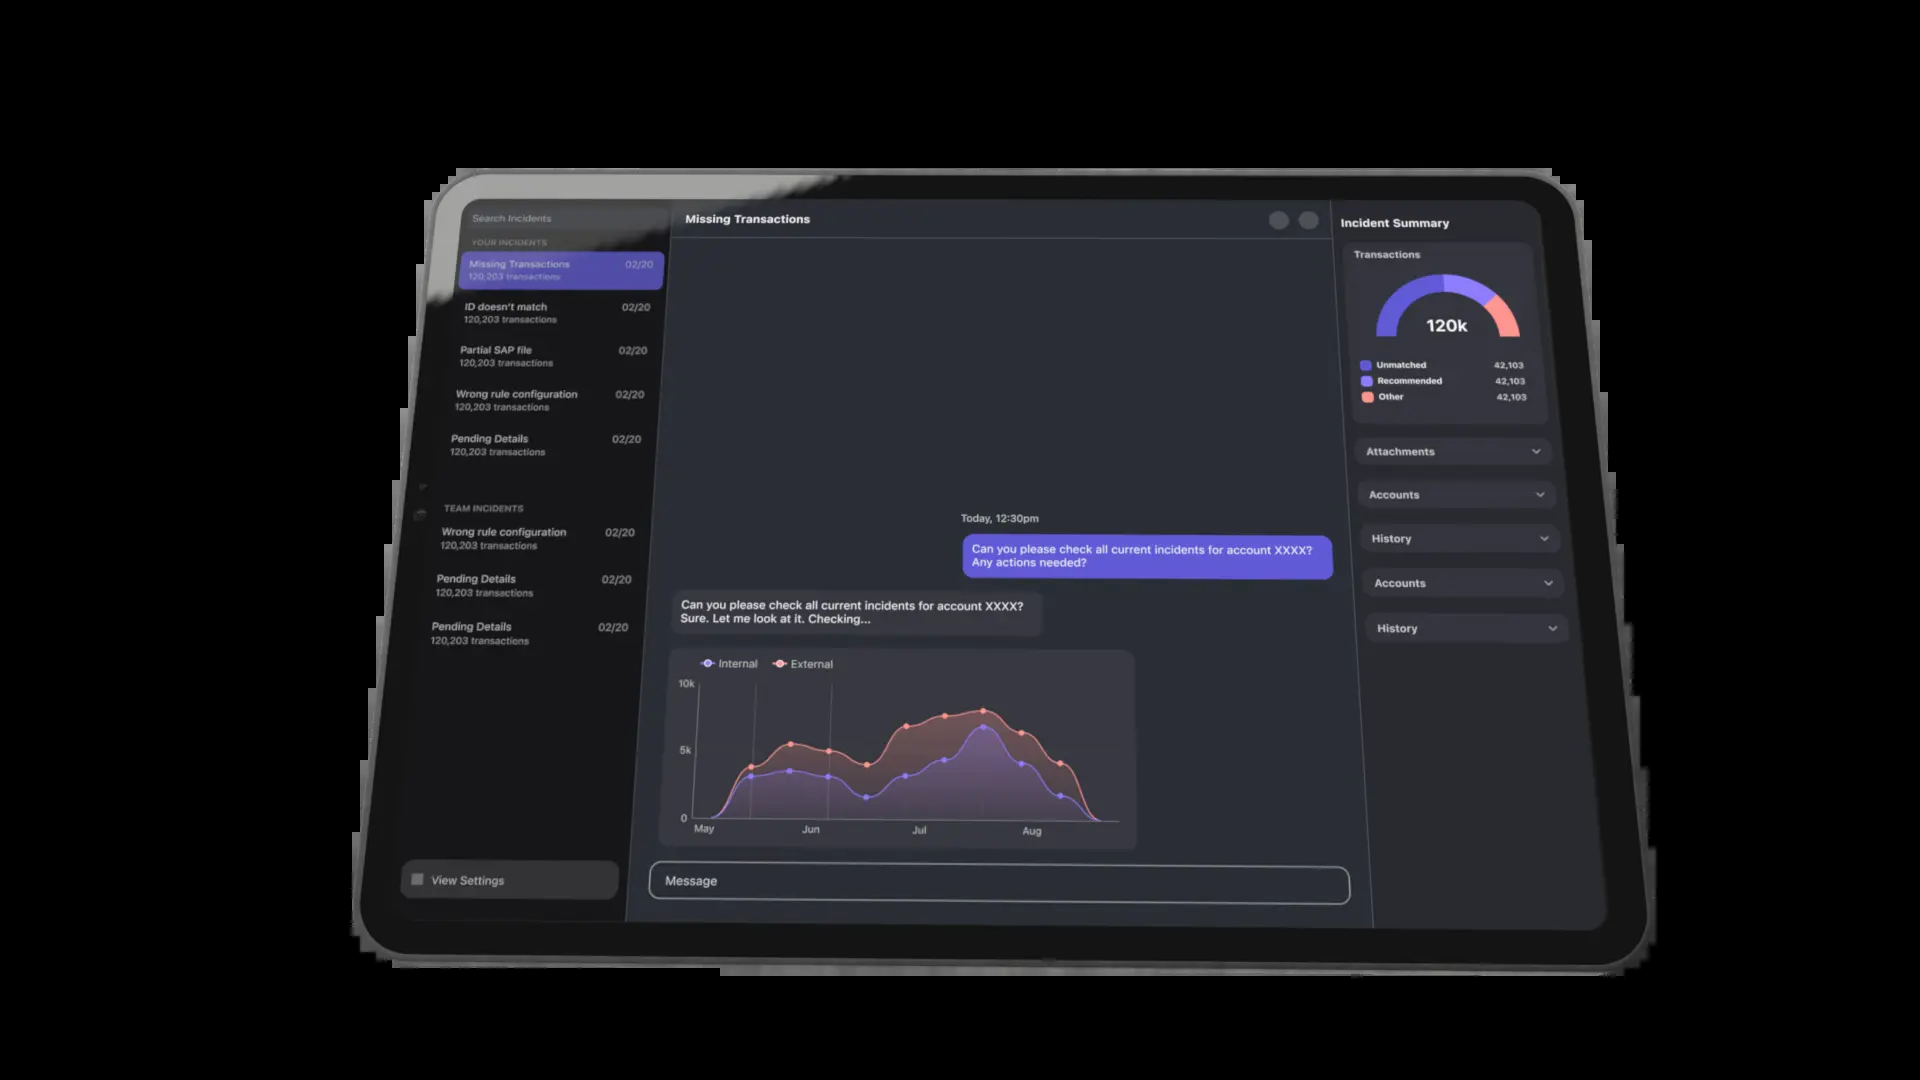 Search Incidents
YOUR INCIDENTS
Missing Transactions 02/20
120,203 transactions
ID doesn't match 02/20
120,203 transactions
Partial SAP file 02/20
120,203 transactions
Wrong rule configuration 02/20
120,203 transactions
Pending Details 02/20
120,203 transactions
TEAM INCIDENTS
Wrong rule configuration 02/20
120,203 transactions
Pending Details 02/20
120,203 transactions
Pending Details 02/20
120,203 transactions
View Settings
Missing Transactions
Today, 12:30pm
Can you please check all current incidents for account XXXX?
Any actions needed?
Can you please check all current incidents for account XXXX?
Sure. Let me look at it. Checking...
Internal External
10k
5k
0
May Jun Jul Aug
Message
Incident Summary
Transactions
120k
Unmatched 42,103
Recommended 42,103
Other 42,103
Attachments
Accounts
History
Accounts
History